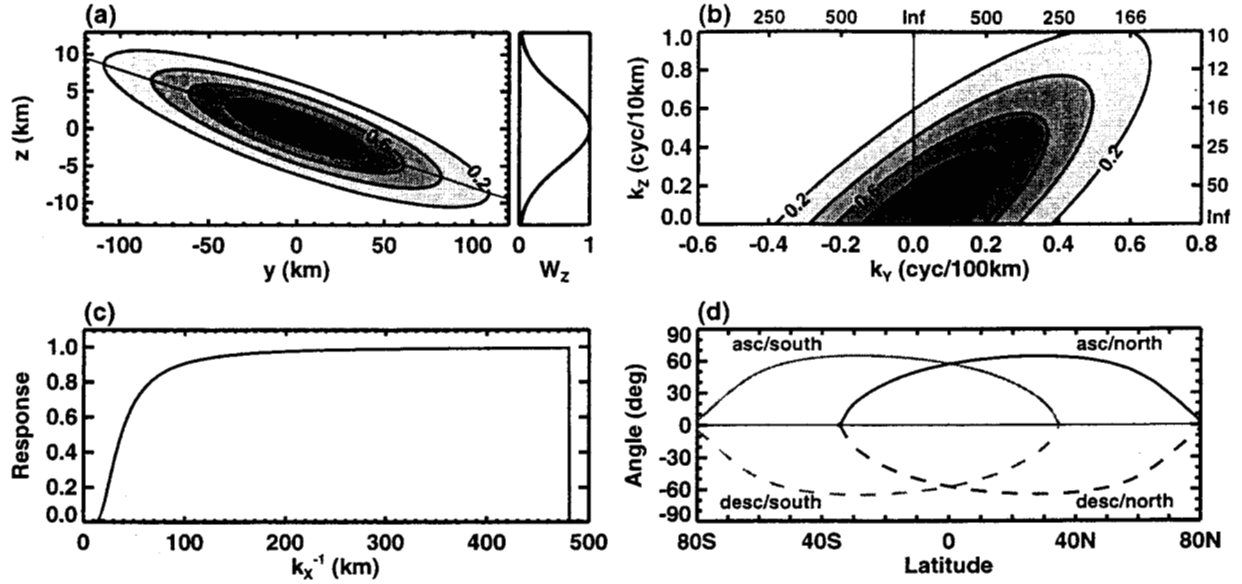 (a)
z (km)
10
5
0
-5
-10
0.2
-100 -50 0 50 100
y (km)
0 1
W_Z
(b)
250 500 Inf 500 250 166
k_Z (cyc/10km)
1.0
0.8
0.6
0.4
0.2
0.0
10
12
16
25
50
Inf
0.2
0.6
0.2
-0.6 -0.4 -0.2 0.0 0.2 0.4 0.6 0.8
k_Y (cyc/100km)
(c)
Response
1.0
0.8
0.6
0.4
0.2
0.0
0 100 200 300 400 500
k_X^-1 (km)
(d)
Angle (deg)
90
60
30
0
-30
-60
-90
asc/south asc/north
desc/south desc/north
80S 40S 0 40N 80N
Latitude